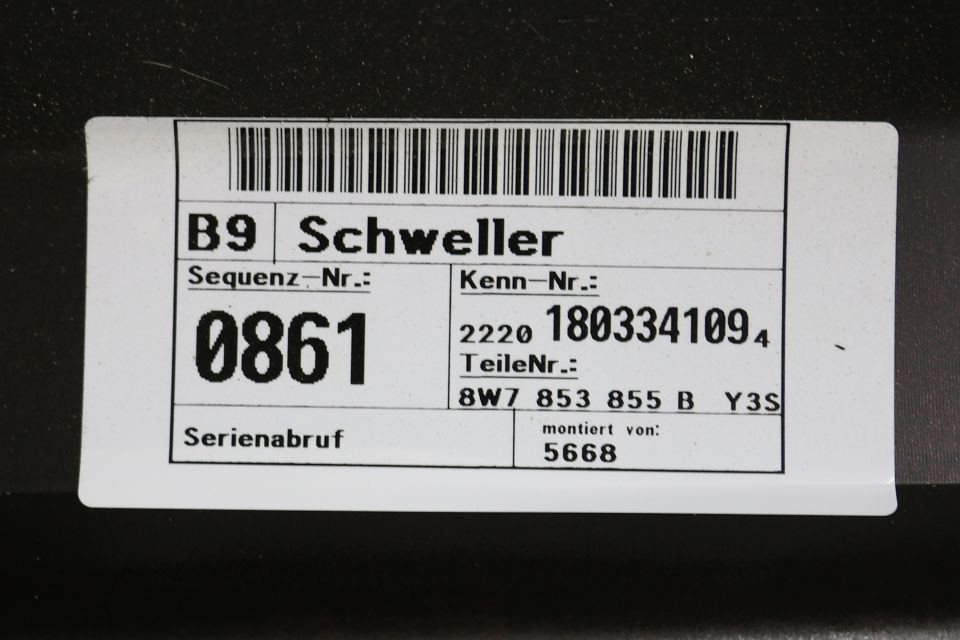 B9 Schweller
Sequenz-Nr.:
0861
Kenn-Nr.:
2220 180334109 4
TeileNr.:
8W7 853 855 B Y3S
Serienabruf
montiert von:
5668